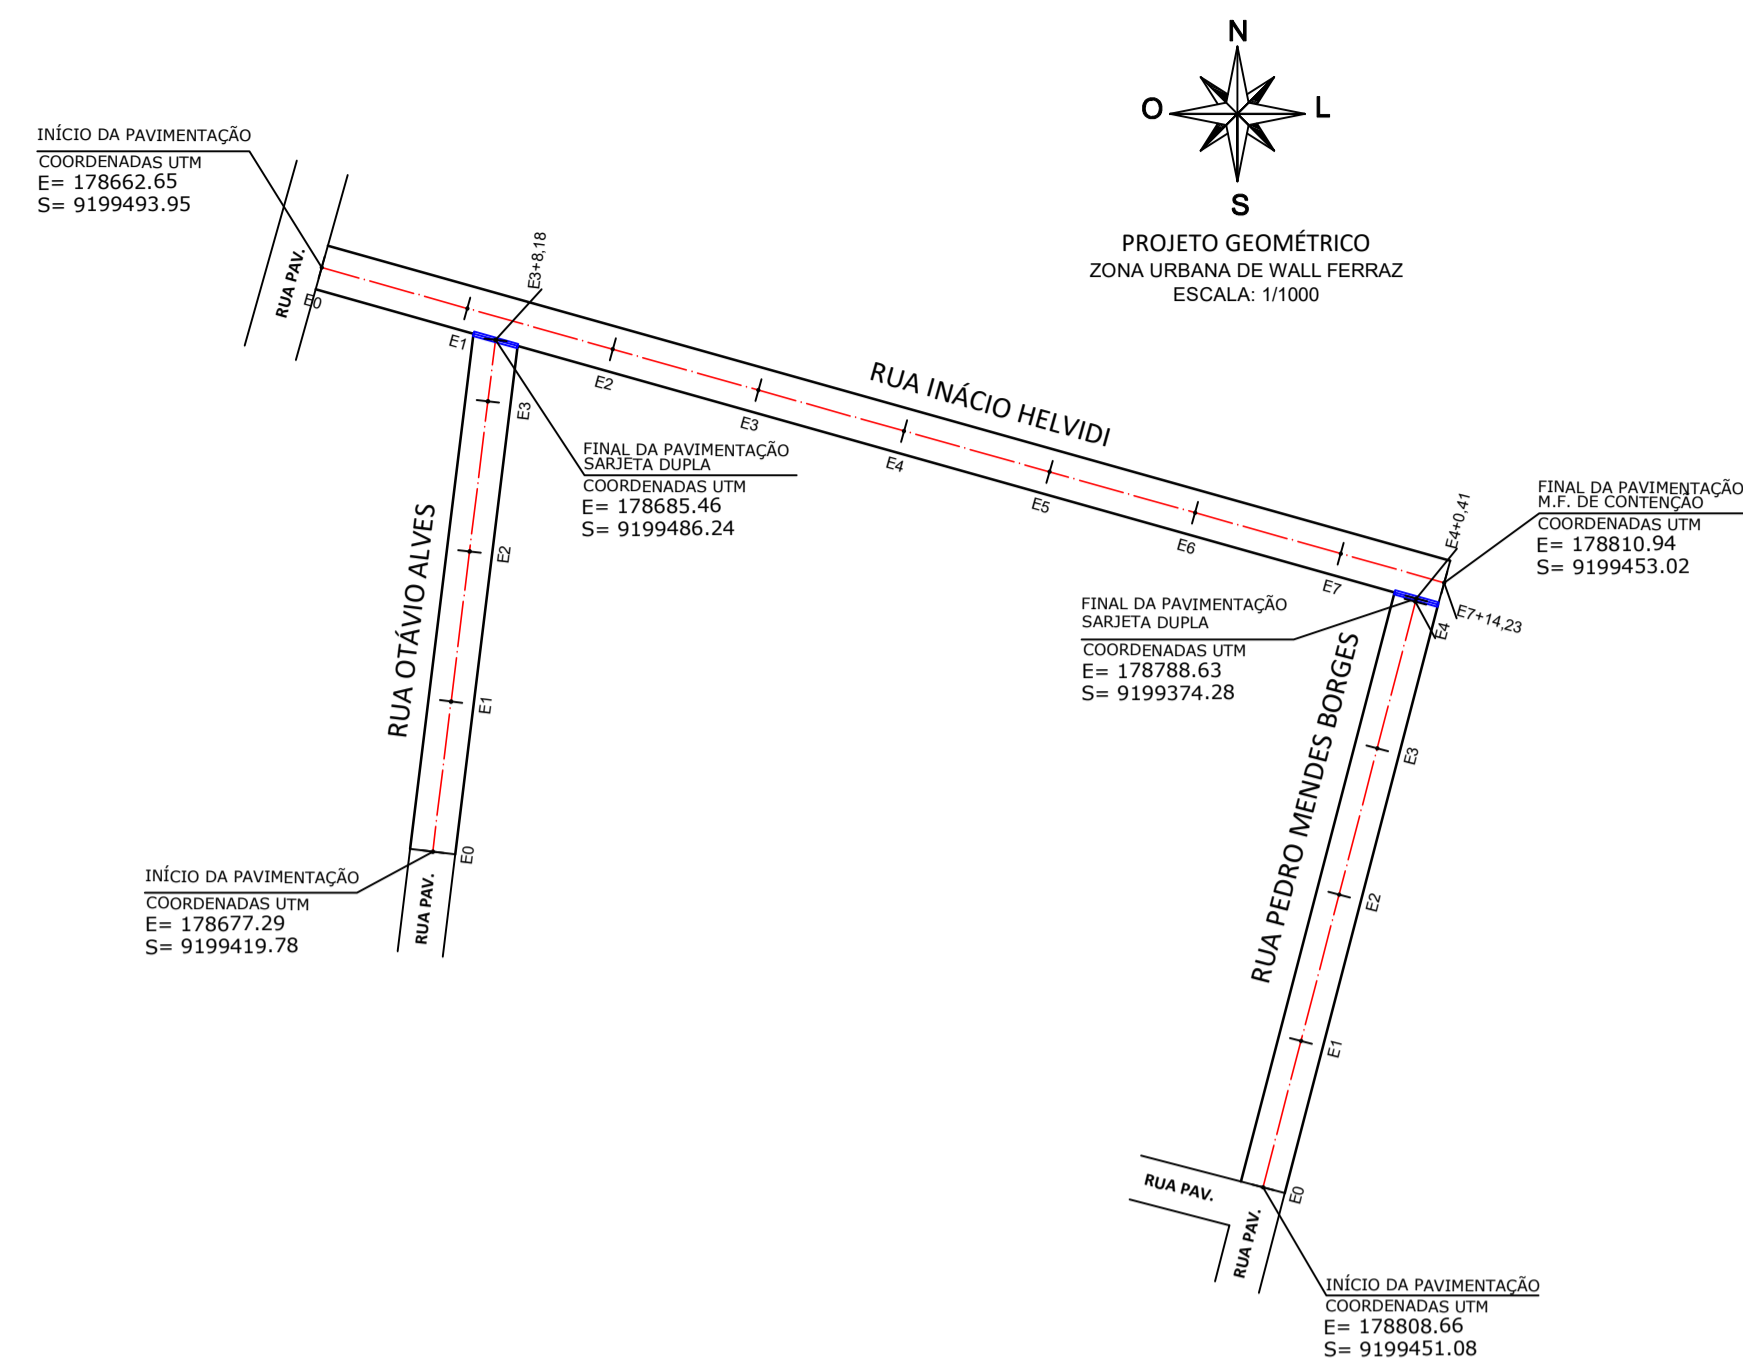 N
O
L
S
PROJETO GEOMÉTRICO
ZONA URBANA DE WALL FERRAZ
ESCALA: 1/1000
INÍCIO DA PAVIMENTAÇÃO
COORDENADAS UTM
E= 178662.65
S= 9199493.95
RUA PAV.
E0
E1
E3+8,18
E2
E3
E4
E5
E6
E7
RUA INÁCIO HELVIDI
FINAL DA PAVIMENTAÇÃO
SARJETA DUPLA
COORDENADAS UTM
E= 178685.46
S= 9199486.24
E4+0,41
FINAL DA PAVIMENTAÇÃO
M.F. DE CONTENÇÃO
COORDENADAS UTM
E= 178810.94
S= 9199453.02
E7+14,23
RUA OTÁVIO ALVES
E3
E2
E1
E0
INÍCIO DA PAVIMENTAÇÃO
COORDENADAS UTM
E= 178677.29
S= 9199419.78
RUA PAV.
FINAL DA PAVIMENTAÇÃO
SARJETA DUPLA
COORDENADAS UTM
E= 178788.63
S= 9199374.28
RUA PEDRO MENDES BORGES
E4
E3
E2
E1
E0
RUA PAV.
RUA PAV.
INÍCIO DA PAVIMENTAÇÃO
COORDENADAS UTM
E= 178808.66
S= 9199451.08